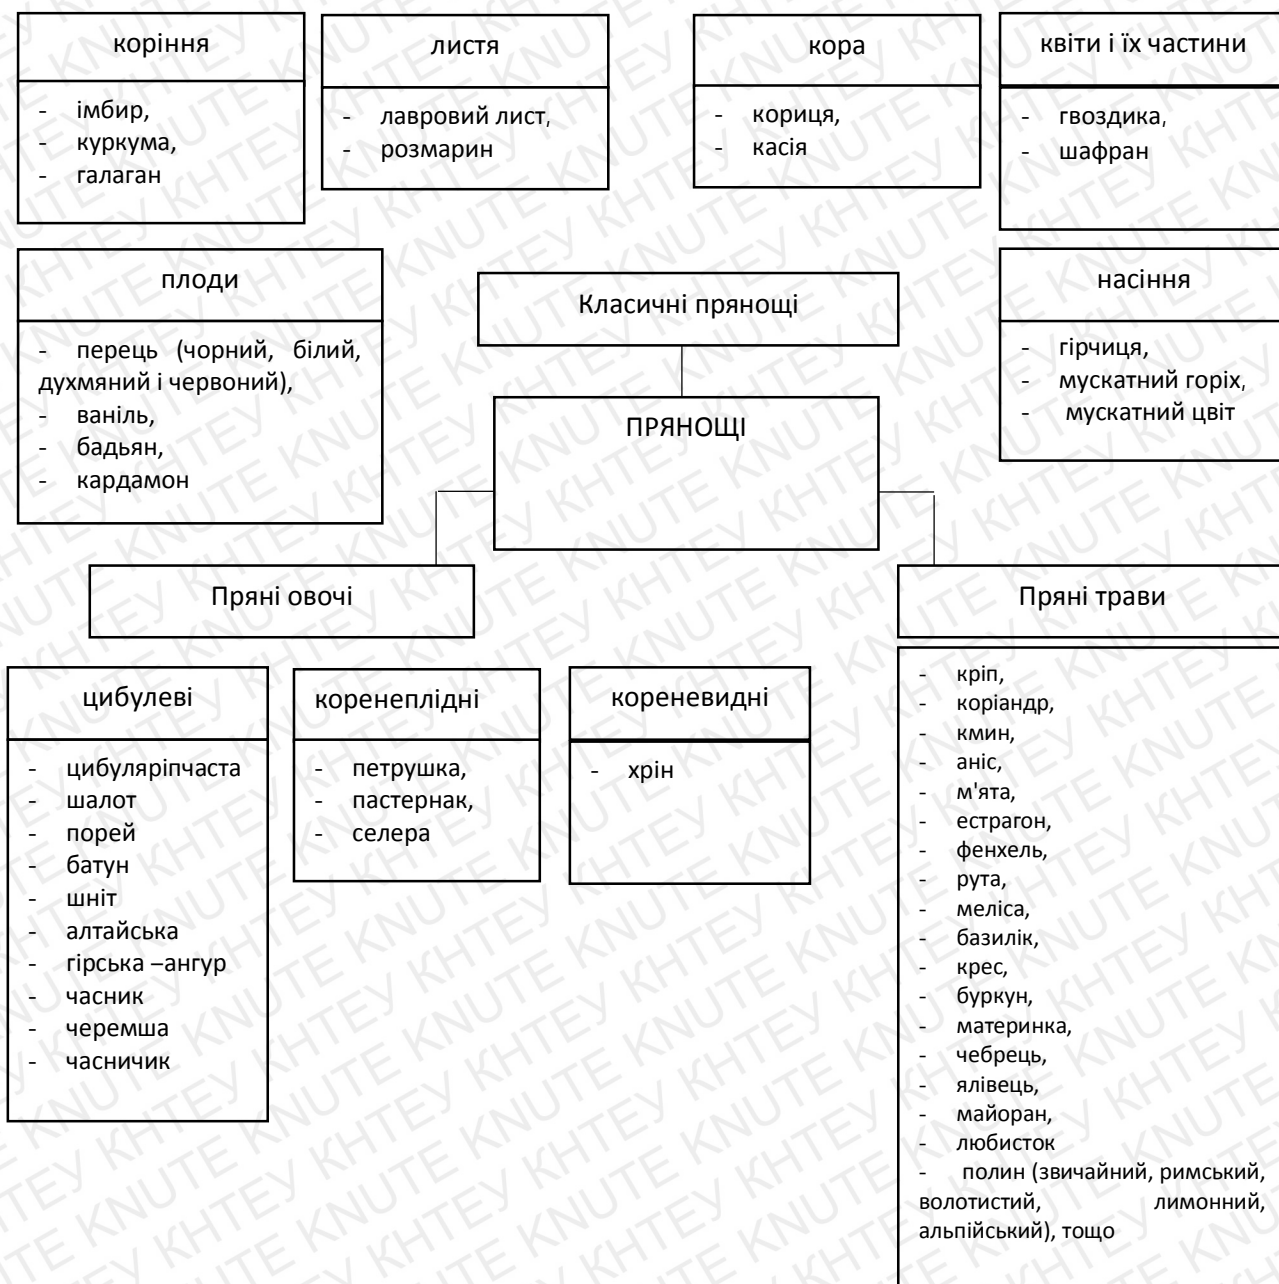 коріння
- імбир,
- куркума,
- галаган
листя
- лавровий лист,
- розмарин
кора
- кориця,
- касія
квіти і їх частини
- гвоздика,
- шафран
плоди
- перець (чорний, білий,
духмяний і червоний),
- ваніль,
- бадьян,
- кардамон
Класичні прянощі
насіння
- гірчиця,
- мускатний горіх,
- мускатний цвіт
ПРЯНОЩІ
Пряні овочі
Пряні трави
цибулеві
- цибуляріпчаста
- шалот
- порей
- батун
- шніт
- алтайська
- гірська –ангур
- часник
- черемша
- часничик
коренеплідні
- петрушка,
- пастернак,
- селера
кореневидні
- хрін
- кріп,
- коріандр,
- кмин,
- аніс,
- м'ята,
- естрагон,
- фенхель,
- рута,
- меліса,
- базилік,
- крес,
- буркун,
- материнка,
- чебрець,
- ялівець,
- майоран,
- любисток
- полин (звичайний, римський,
волотистий, лимонний,
альпійський), тощо